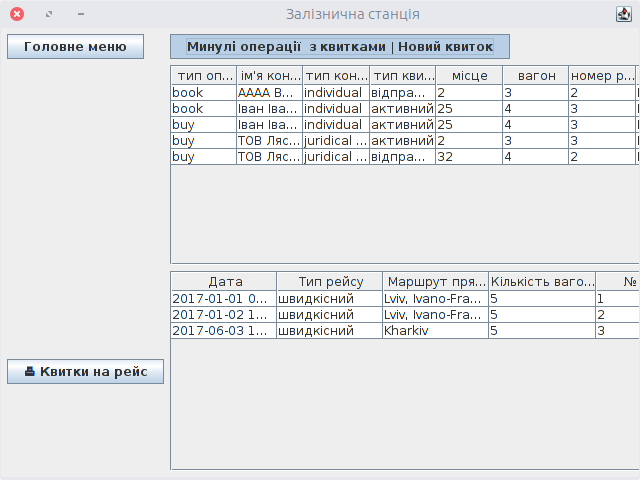 Залізнична станція
Головне меню
Минулі операції з квитками | Новий квиток
тип оп... ім'я кон... тип кон... тип кви... місце вагон номер р...
book АААА В... individual відпра... 2 3 2
book Іван Іва... individual активний 25 4 3
buy Іван Іва... individual активний 25 4 3
buy ТОВ Ляс... juridical ... активний 2 3 3
buy ТОВ Ляс... juridical ... відпра... 32 4 2
Дата Тип рейсу Маршрут пря... Кількість ваго... №
2017-01-01 0... швидкісний Lviv, Ivano-Fra... 5 1
2017-01-02 1... швидкісний Lviv, Ivano-Fra... 5 2
2017-06-03 1... швидкісний Kharkiv 5 3
Квитки на рейс